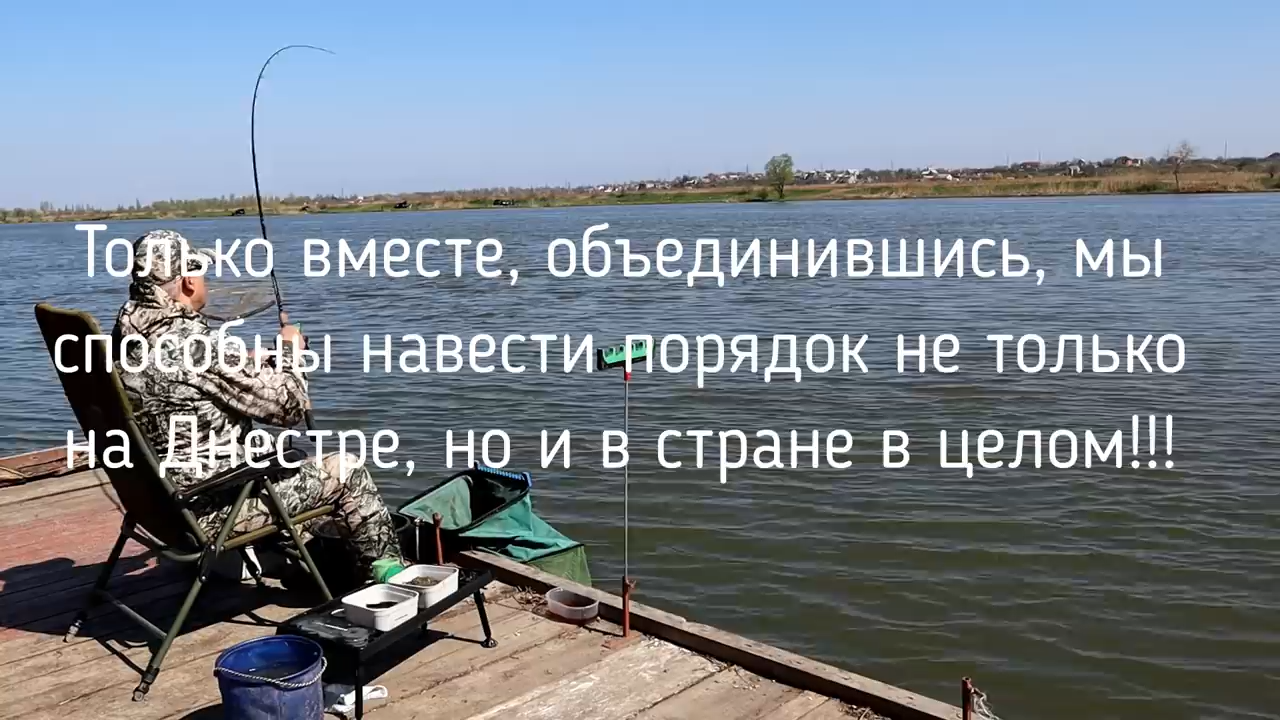 Только вместе, объединившись, мы
способны навести порядок не только
на Днестре, но и в стране в целом!!!